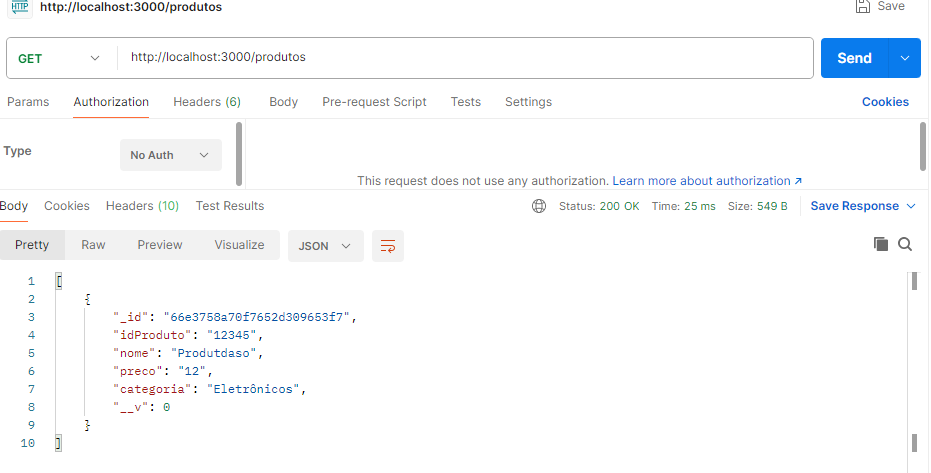 HTTP http://localhost:3000/produtos Save
GET http://localhost:3000/produtos Send
Params Authorization Headers (6) Body Pre-request Script Tests Settings Cookies
Type No Auth
This request does not use any authorization. Learn more about authorization ↗
Body Cookies Headers (10) Test Results Status: 200 OK Time: 25 ms Size: 549 B Save Response
Pretty Raw Preview Visualize JSON
1 [
2 {
3 "_id": "66e3758a70f7652d309653f7",
4 "idProduto": "12345",
5 "nome": "Produtdaso",
6 "preco": "12",
7 "categoria": "Eletrônicos",
8 "__v": 0
9 }
10 ]